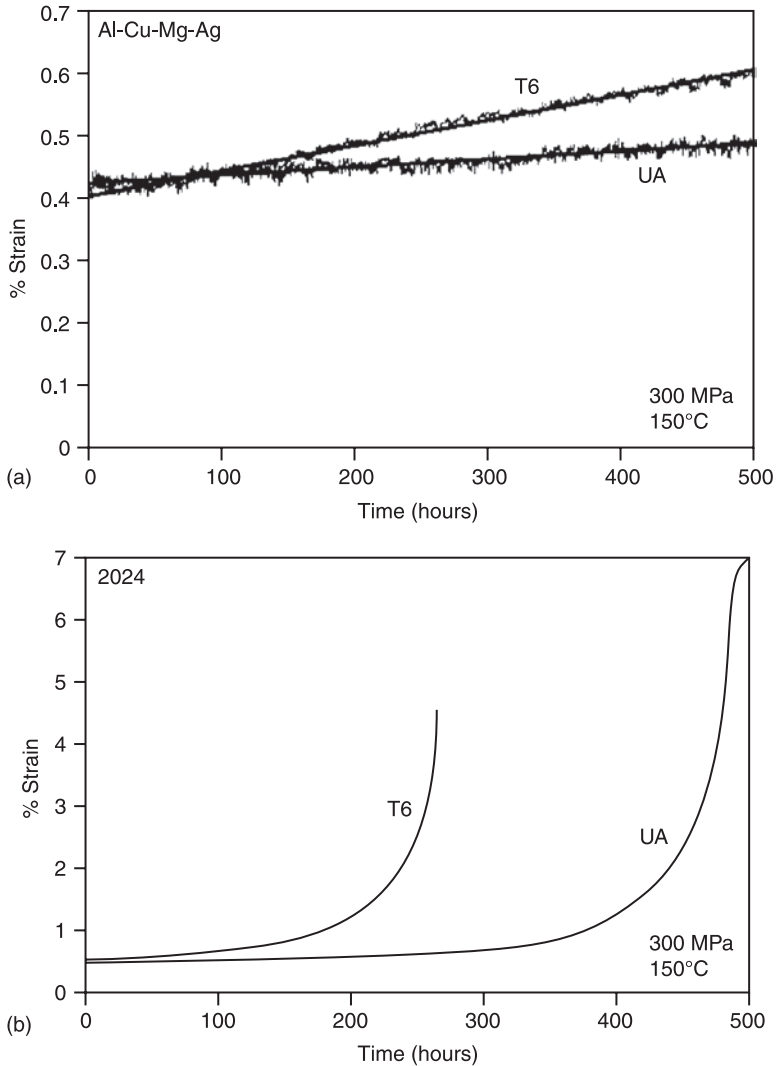 0.7
Al-Cu-Mg-Ag
0.6
T6
0.5
0.4
UA
% Strain
0.3
0.2
0.1
300 MPa
150°C
0
(a)
0 100 200 300 400 500
Time (hours)
7
2024
6
5
4
% Strain
T6
3
UA
2
1
300 MPa
150°C
0
(b)
0 100 200 300 400 500
Time (hours)